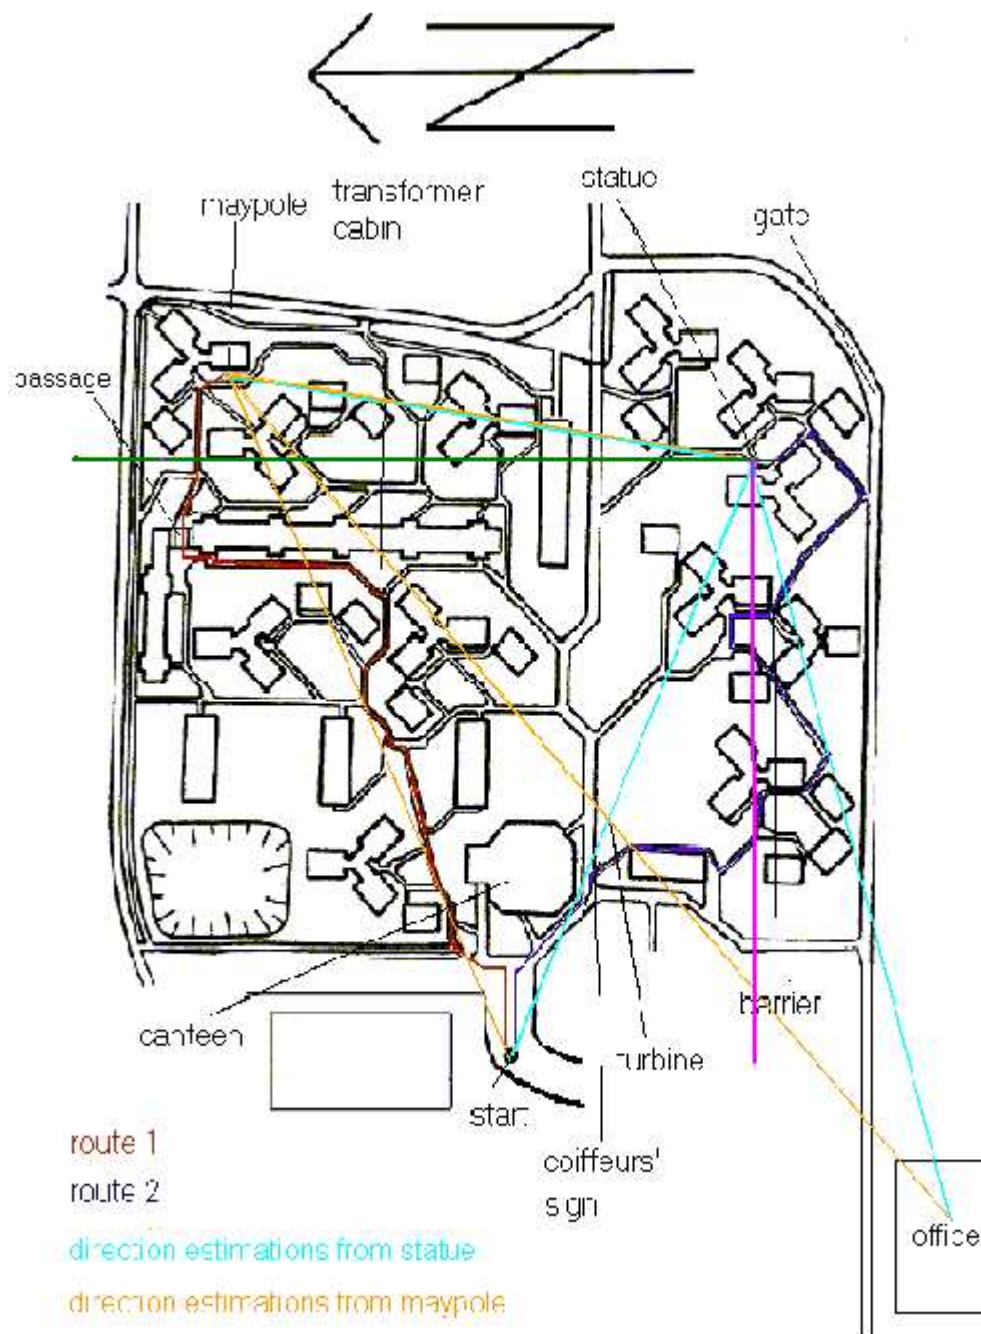 N
statue
transformer
cabin
maypole
gate
passage
barrier
canteen
turbine
start
coiffeurs'
sign
office
route 1
route 2
direction estimations from statue
direction estimations from maypole